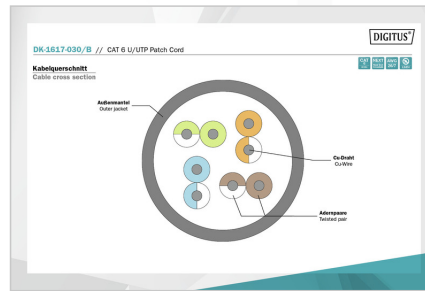 DIGITUS®
DK-1617-030/B // CAT 6 U/UTP Patch Cord
Kabelquerschnitt
Cable cross section
Außenmantel
Outer jacket
Cu-Draht
Cu-Wire
Adernpaare
Twisted pair